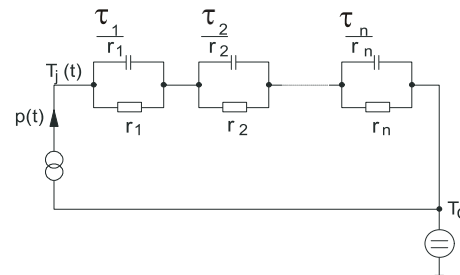 τ1 τ2 τn
r1 r2 rn
Tj (t)
r1 r2 rn
p(t)